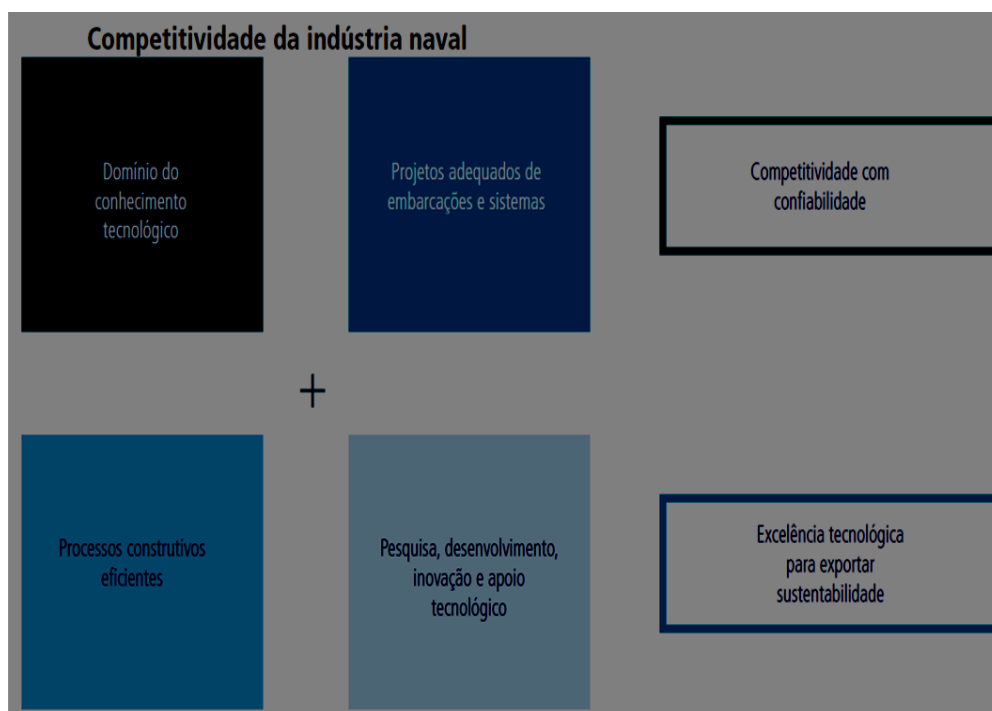 Competitividade da indústria naval
Domínio do
conhecimento
tecnológico
Projetos adequados de
embarcações e sistemas
Competitividade com
confiabilidade
+
Processos construtivos
eficientes
Pesquisa, desenvolvimento,
inovação e apoio
tecnológico
Excelência tecnológica
para exportar
sustentabilidade